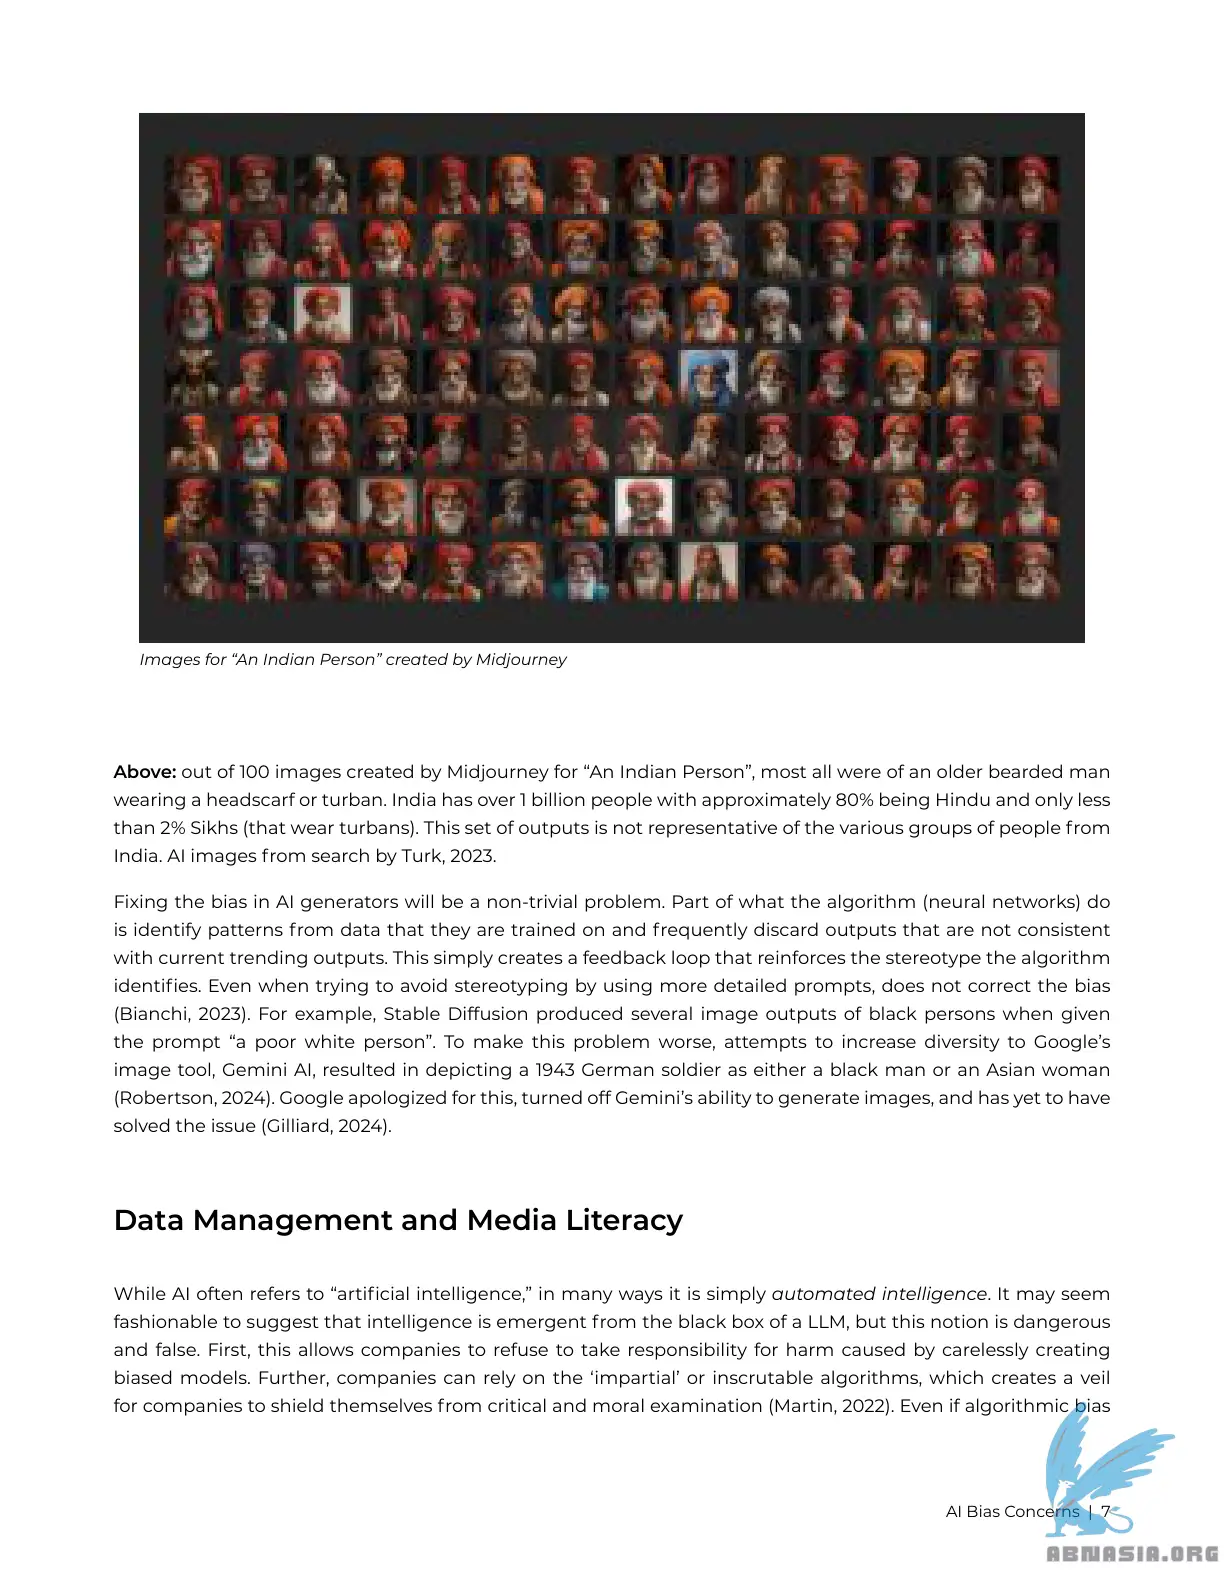 Images for “An Indian Person” created by Midjourney
Above: out of 100 images created by Midjourney for “An Indian Person”, most all were of an older bearded man
wearing a headscarf or turban. India has over 1 billion people with approximately 80% being Hindu and only less
than 2% Sikhs (that wear turbans). This set of outputs is not representative of the various groups of people from
India. AI images from search by Turk, 2023.
Fixing the bias in AI generators will be a non-trivial problem. Part of what the algorithm (neural networks) do
is identify patterns from data that they are trained on and frequently discard outputs that are not consistent
with current trending outputs. This simply creates a feedback loop that reinforces the stereotype the algorithm
identifies. Even when trying to avoid stereotyping by using more detailed prompts, does not correct the bias
(Bianchi, 2023). For example, Stable Diffusion produced several image outputs of black persons when given
the prompt “a poor white person”. To make this problem worse, attempts to increase diversity to Google’s
image tool, Gemini AI, resulted in depicting a 1943 German soldier as either a black man or an Asian woman
(Robertson, 2024). Google apologized for this, turned off Gemini’s ability to generate images, and has yet to have
solved the issue (Gilliard, 2024).
Data Management and Media Literacy
While AI often refers to “artificial intelligence,” in many ways it is simply automated intelligence. It may seem
fashionable to suggest that intelligence is emergent from the black box of a LLM, but this notion is dangerous
and false. First, this allows companies to refuse to take responsibility for harm caused by carelessly creating
biased models. Further, companies can rely on the ‘impartial’ or inscrutable algorithms, which creates a veil
for companies to shield themselves from critical and moral examination (Martin, 2022). Even if algorithmic bias
AI Bias Concerns | 7
ABNASIA.ORG